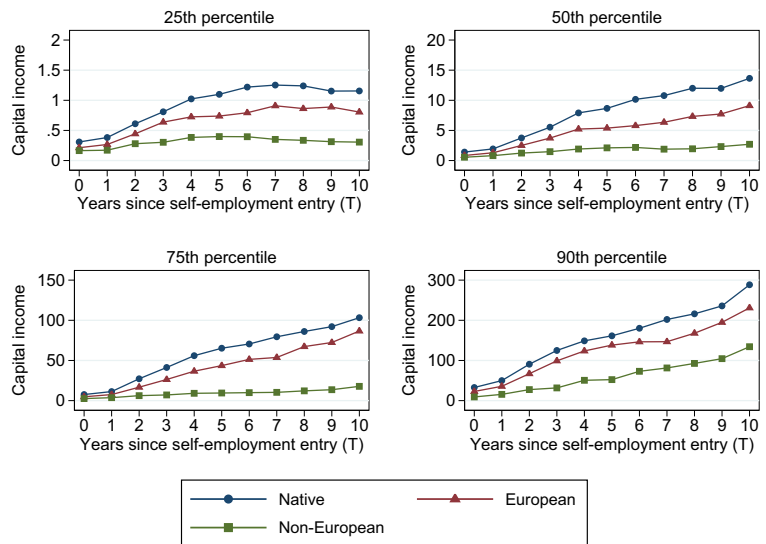 25th percentile
Capital income
2
1.5
1
.5
0
0 1 2 3 4 5 6 7 8 9 10
Years since self-employment entry (T)
50th percentile
Capital income
20
15
10
5
0
0 1 2 3 4 5 6 7 8 9 10
Years since self-employment entry (T)
75th percentile
Capital income
150
100
50
0
0 1 2 3 4 5 6 7 8 9 10
Years since self-employment entry (T)
90th percentile
Capital income
300
200
100
0
0 1 2 3 4 5 6 7 8 9 10
Years since self-employment entry (T)
Native
European
Non-European